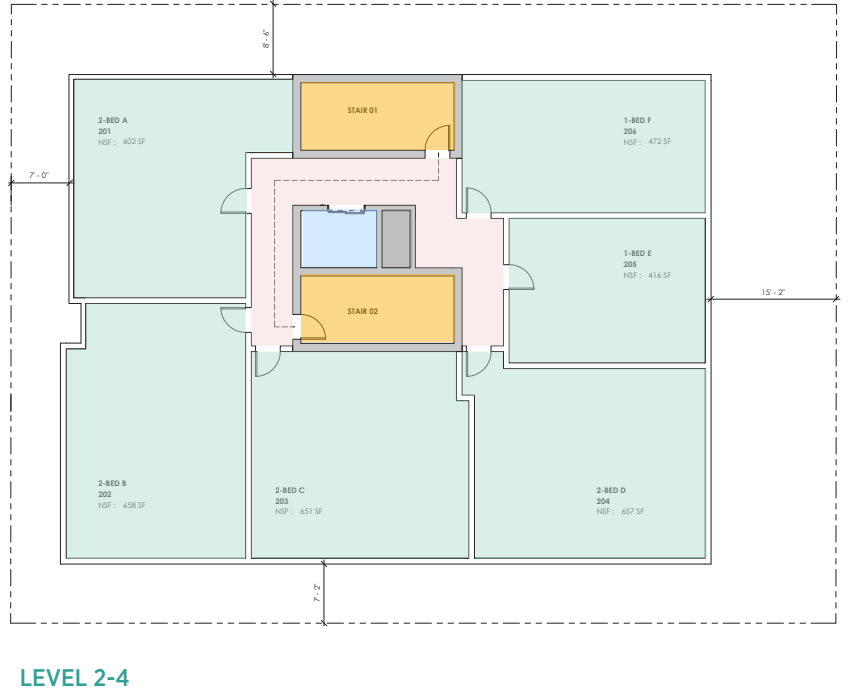 8' - 6"
STAIR 01
2-BED A
201
NSF : 602 SF
1-BED F
206
NSF : 472 SF
7' - 0"
1-BED E
205
NSF : 416 SF
15' - 2"
STAIR 02
2-BED B
202
NSF : 658 SF
2-BED C
203
NSF : 651 SF
2-BED D
204
NSF : 657 SF
7' - 2"
LEVEL 2-4